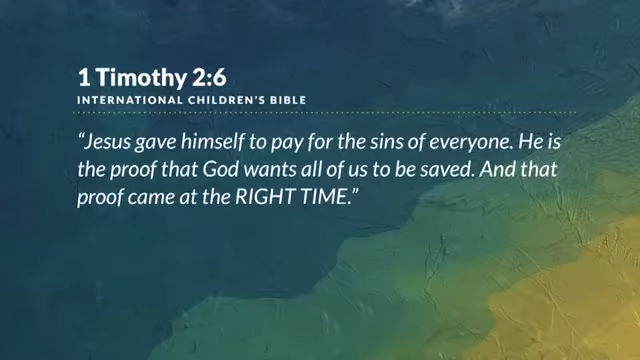 1 Timothy 2:6
INTERNATIONAL CHILDREN'S BIBLE
“Jesus gave himself to pay for the sins of everyone. He is
the proof that God wants all of us to be saved. And that
proof came at the RIGHT TIME.”